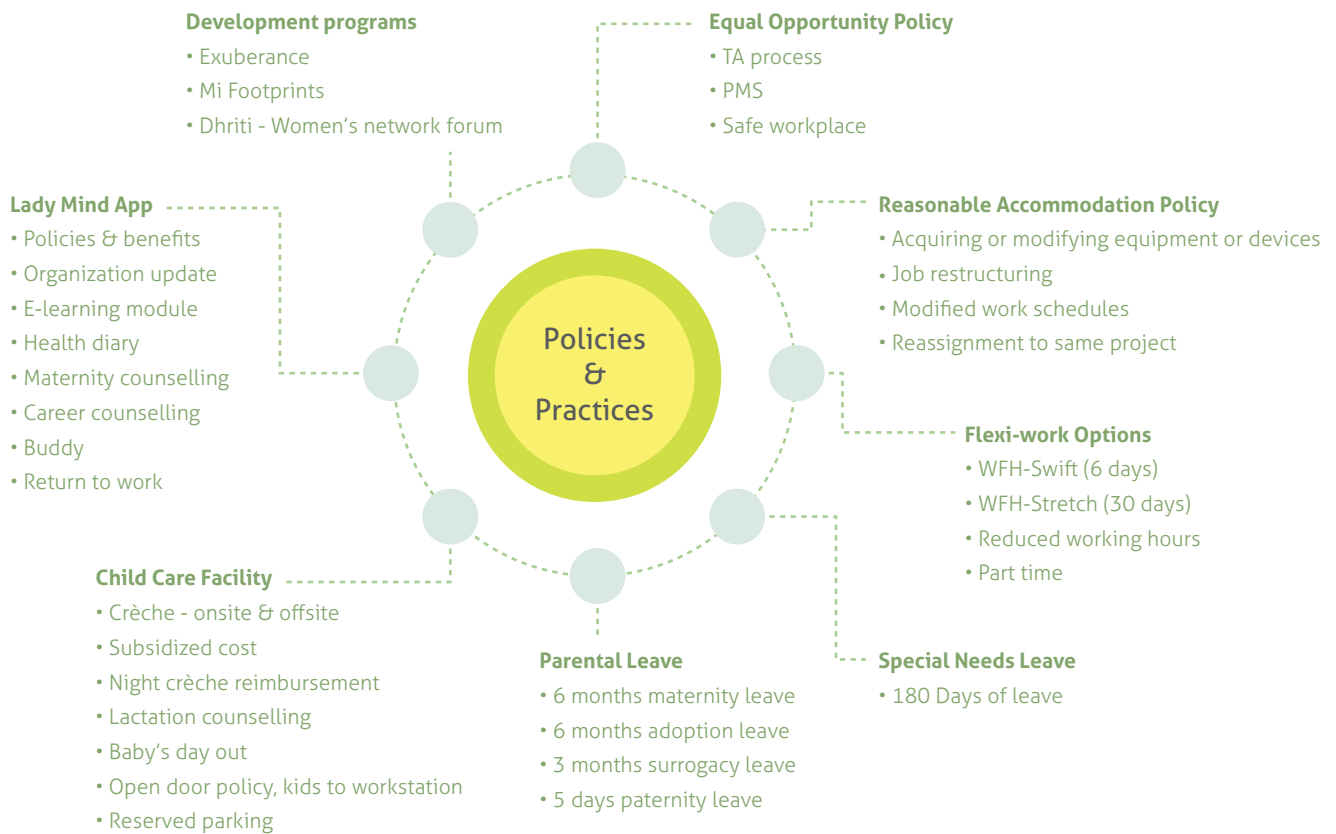 Development programs
• Exuberance
• Mi Footprints
• Dhriti - Women's network forum
Equal Opportunity Policy
• TA process
• PMS
• Safe workplace
Lady Mind App
• Policies & benefits
• Organization update
• E-learning module
• Health diary
• Maternity counselling
• Career counselling
• Buddy
• Return to work
Reasonable Accommodation Policy
• Acquiring or modifying equipment or devices
• Job restructuring
• Modified work schedules
• Reassignment to same project
Policies
&
Practices
Flexi-work Options
• WFH-Swift (6 days)
• WFH-Stretch (30 days)
• Reduced working hours
• Part time
Child Care Facility
• Crèche - onsite & offsite
• Subsidized cost
• Night crèche reimbursement
• Lactation counselling
• Baby's day out
• Open door policy, kids to workstation
• Reserved parking
Parental Leave
• 6 months maternity leave
• 6 months adoption leave
• 3 months surrogacy leave
• 5 days paternity leave
Special Needs Leave
• 180 Days of leave